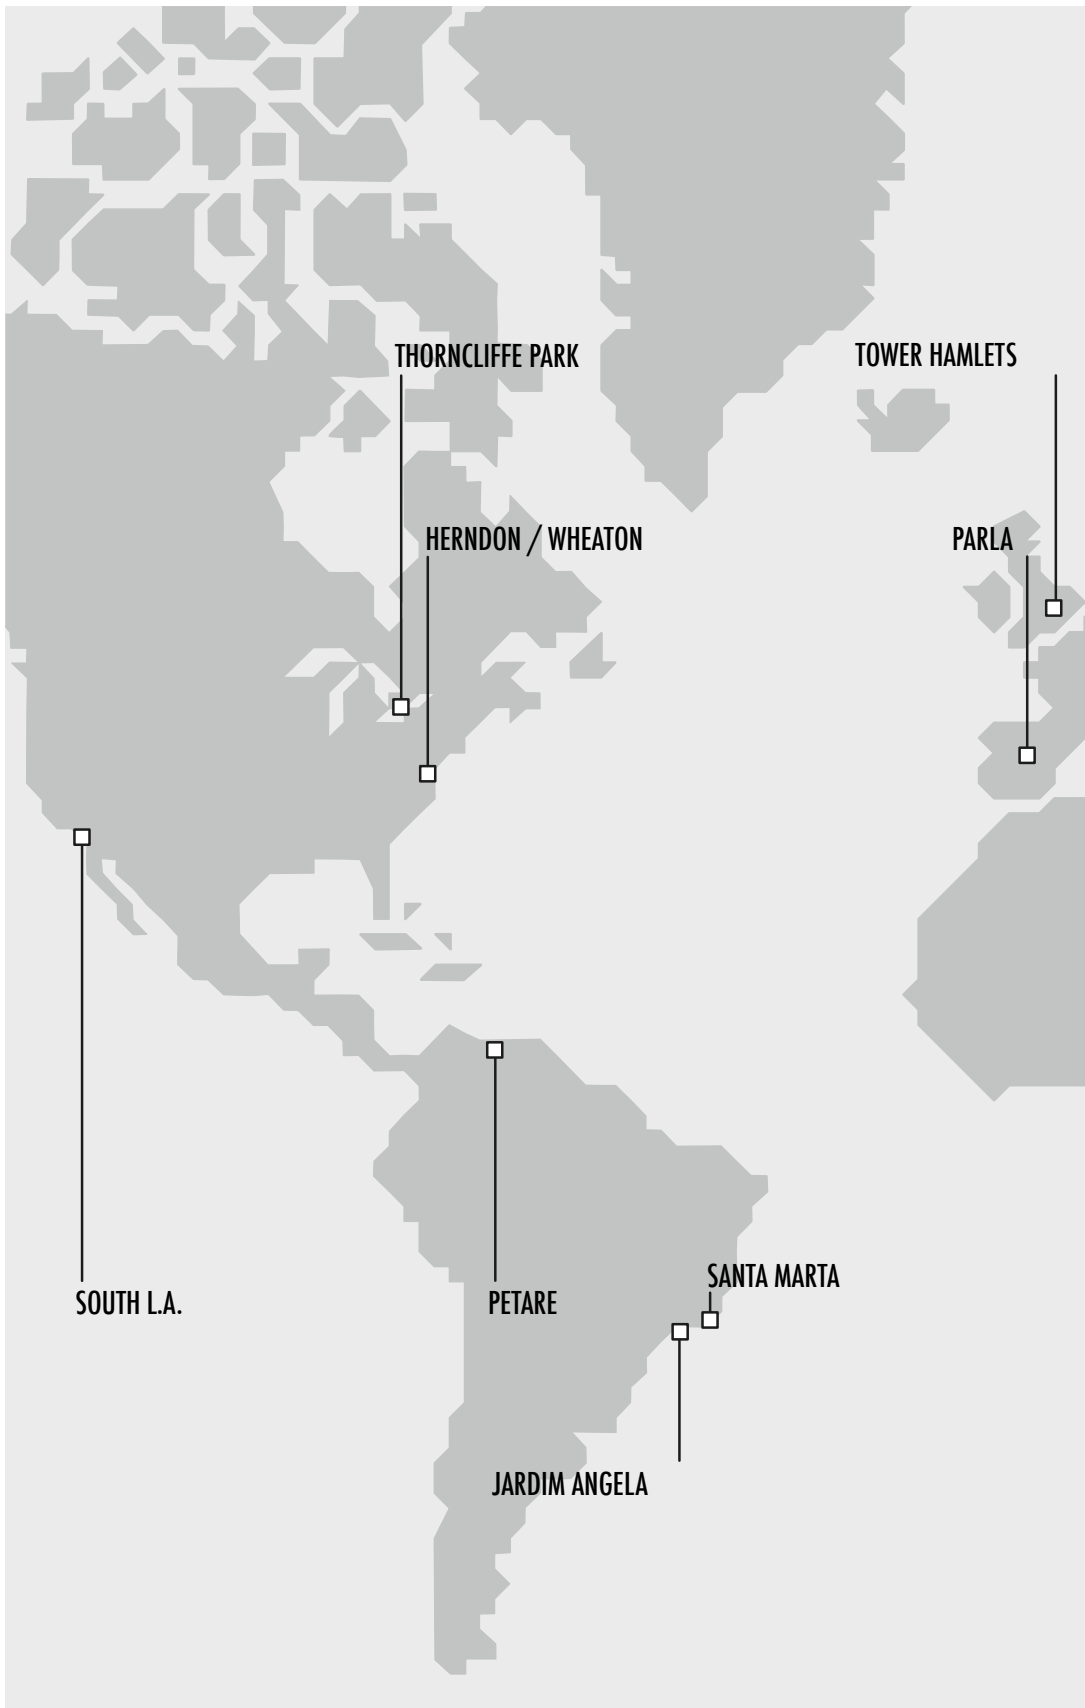 THORNCLIFFE PARK
TOWER HAMLETS
HERNDON / WHEATON
PARLA
SANTA MARTA
SOUTH L.A.
PETARE
JARDIM ANGELA